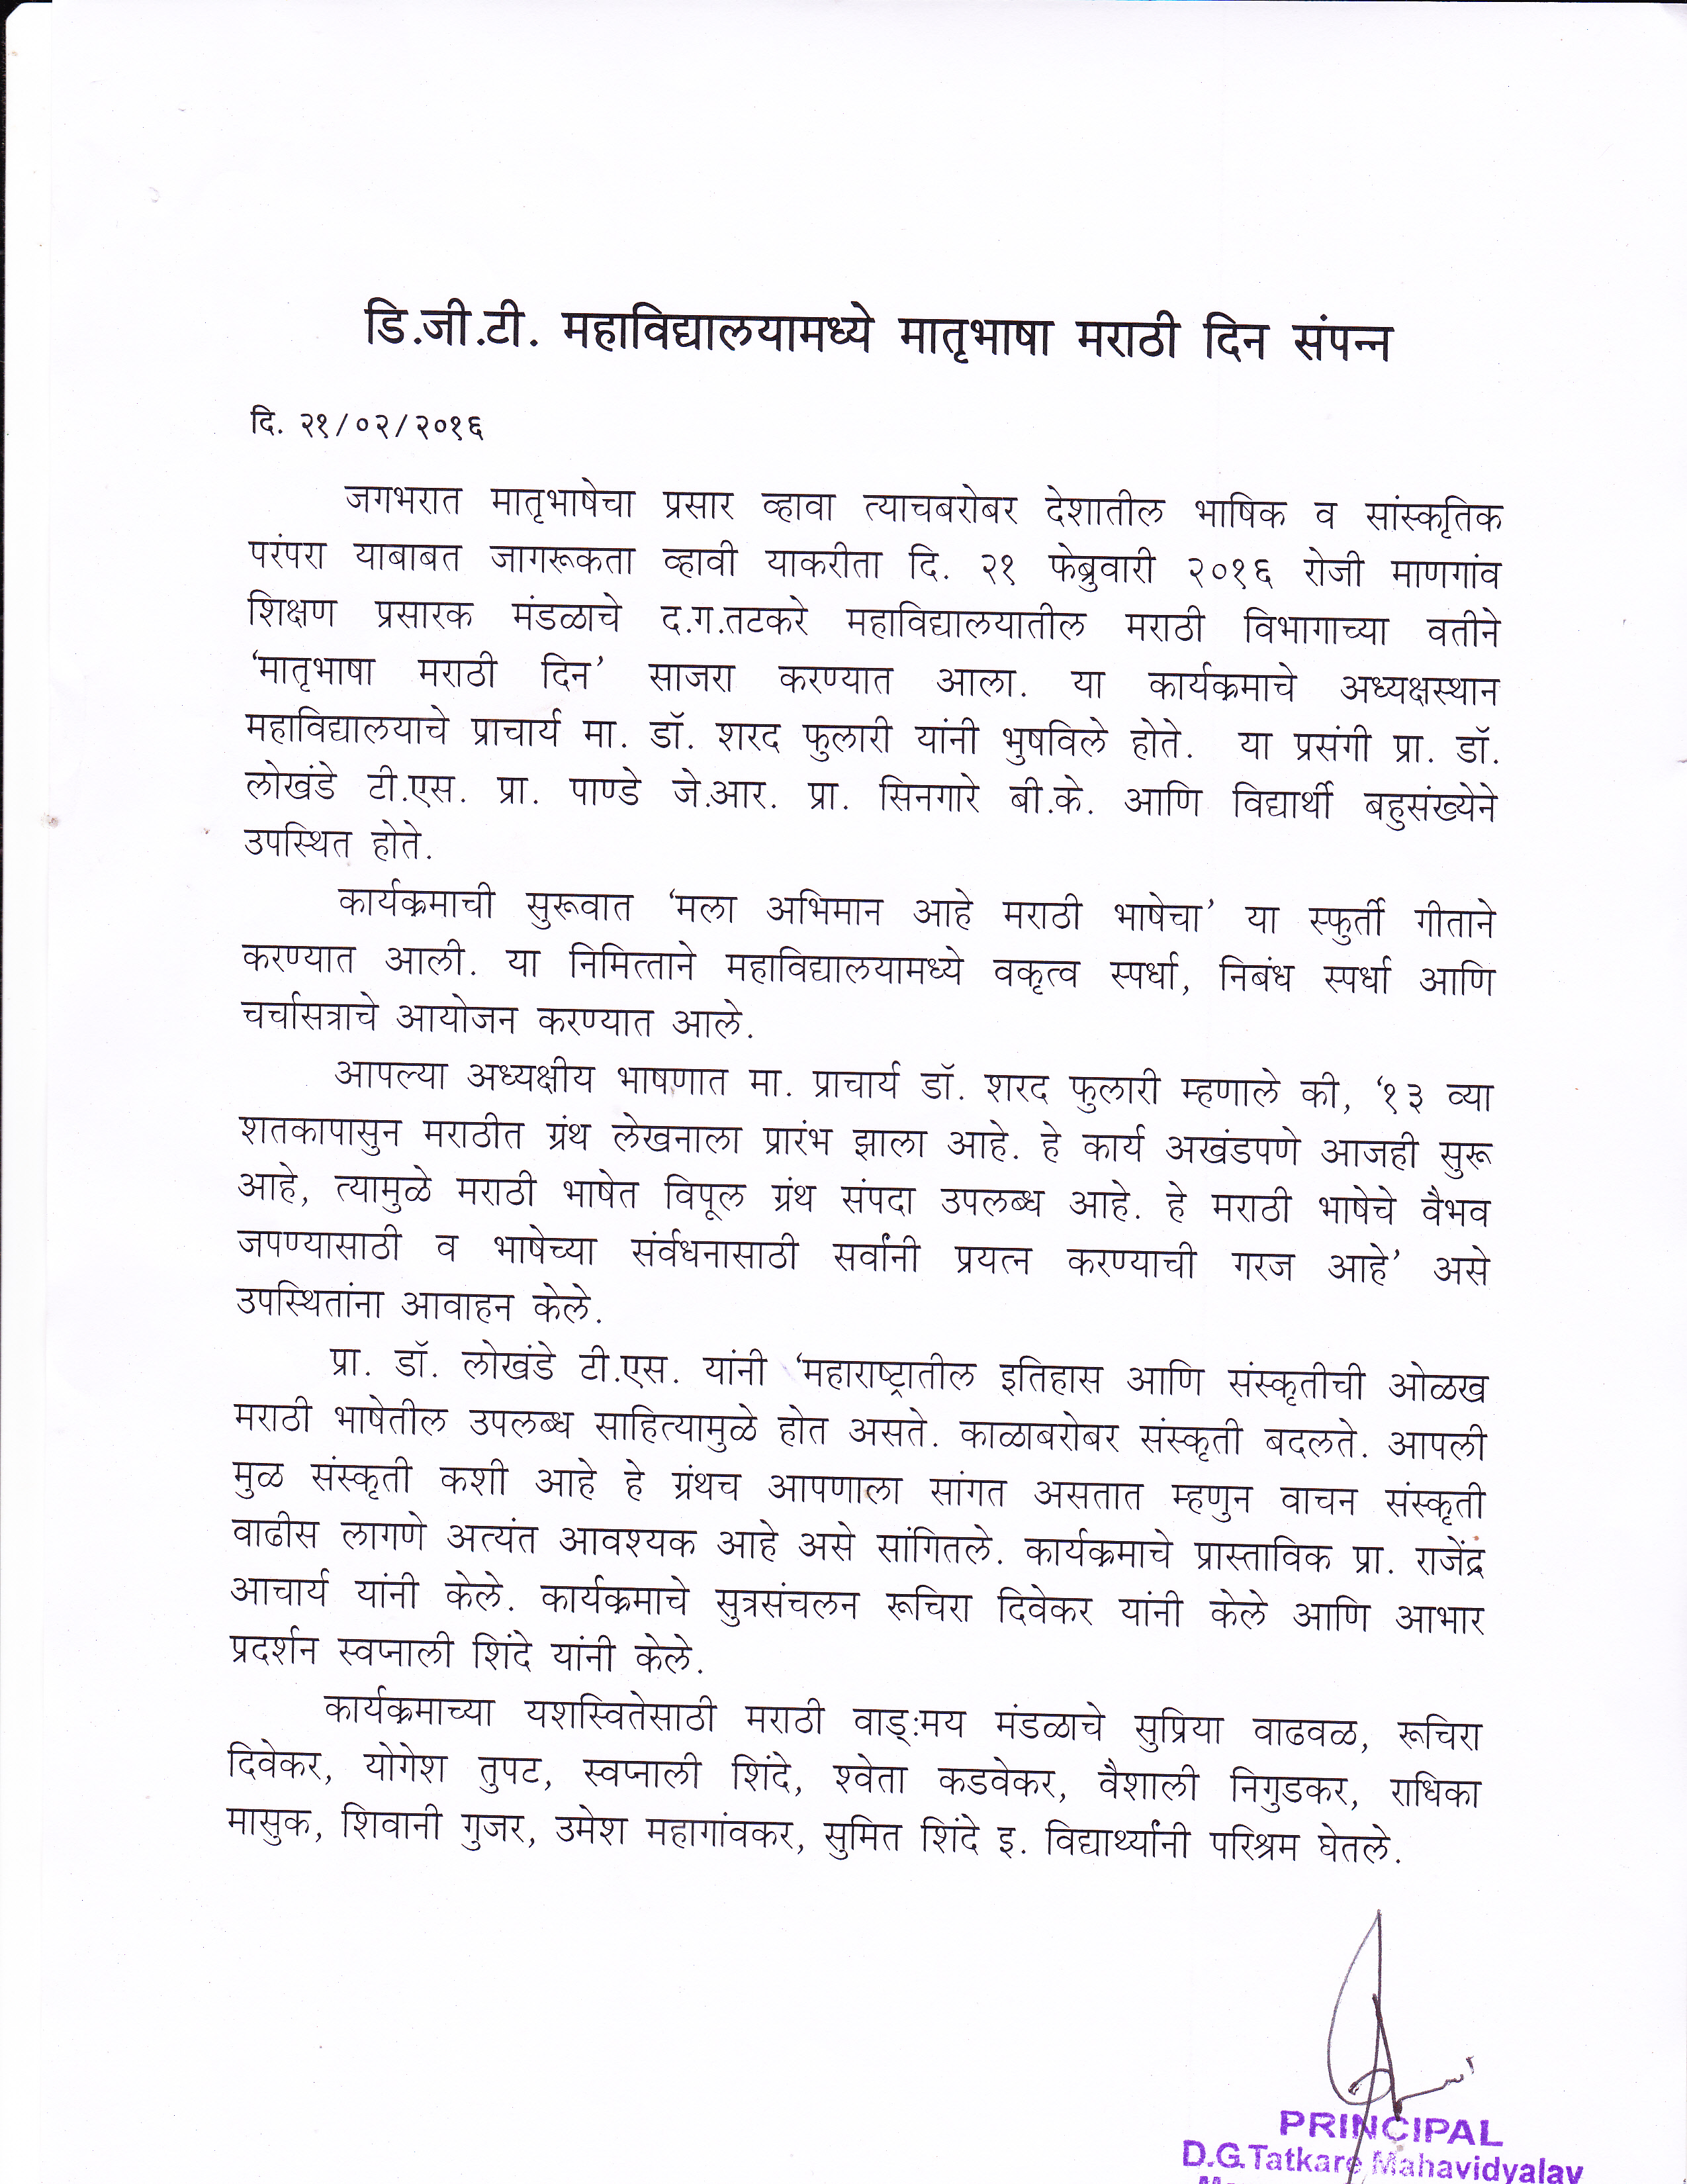 डि.जी.टी. महाविद्यालयामध्ये मातृभाषा मराठी दिन संपन्न
दि. २१/०२/२०१६
जगभरात मातृभाषेचा प्रसार व्हावा त्याचबरोबर देशातील भाषिक व सांस्कृतिक
परंपरा याबाबत जागरूकता व्हावी याकरीता दि. २१ फेब्रुवारी २०१६ रोजी माणगांव
शिक्षण प्रसारक मंडळाचे द.ग.तटकरे महाविद्यालयातील मराठी विभागाच्या वतीने
‘मातृभाषा मराठी दिन’ साजरा करण्यात आला. या कार्यक्रमाचे अध्यक्षस्थान
महाविद्यालयाचे प्राचार्य मा. डॉ. शरद फुलारी यांनी भुषविले होते. या प्रसंगी प्रा. डॉ.
लोखंडे टी.एस. प्रा. पाण्डे जे.आर. प्रा. सिनगारे बी.के. आणि विद्यार्थी बहुसंख्येने
उपस्थित होते.
कार्यक्रमाची सुरूवात ‘मला अभिमान आहे मराठी भाषेचा’ या स्फुर्ती गीताने
करण्यात आली. या निमित्ताने महाविद्यालयामध्ये वकृत्व स्पर्धा, निबंध स्पर्धा आणि
चर्चासत्राचे आयोजन करण्यात आले.
आपल्या अध्यक्षीय भाषणात मा. प्राचार्य डॉ. शरद फुलारी म्हणाले की, ‘१३ व्या
शतकापासुन मराठीत ग्रंथ लेखनाला प्रारंभ झाला आहे. हे कार्य अखंडपणे आजही सुरू
आहे, त्यामुळे मराठी भाषेत विपूल ग्रंथ संपदा उपलब्ध आहे. हे मराठी भाषेचे वैभव
जपण्यासाठी व भाषेच्या संर्वधनासाठी सर्वांनी प्रयत्न करण्याची गरज आहे’ असे
उपस्थितांना आवाहन केले.
प्रा. डॉ. लोखंडे टी.एस. यांनी ‘महाराष्ट्रातील इतिहास आणि संस्कृतीची ओळख
मराठी भाषेतील उपलब्ध साहित्यामुळे होत असते. काळाबरोबर संस्कृती बदलते. आपली
मुळ संस्कृती कशी आहे हे ग्रंथच आपणाला सांगत असतात म्हणुन वाचन संस्कृती
वाढीस लागणे अत्यंत आवश्यक आहे असे सांगितले. कार्यक्रमाचे प्रास्ताविक प्रा. राजेंद्र
आचार्य यांनी केले. कार्यक्रमाचे सुत्रसंचलन रूचिरा दिवेकर यांनी केले आणि आभार
प्रदर्शन स्वप्नाली शिंदे यांनी केले.
कार्यक्रमाच्या यशस्वितेसाठी मराठी वाड्:मय मंडळाचे सुप्रिया वाढवळ, रूचिरा
दिवेकर, योगेश तुपट, स्वप्नाली शिंदे, श्वेता कडवेकर, वैशाली निगुडकर, राधिका
मासुक, शिवानी गुजर, उमेश महागांवकर, सुमित शिंदे इ. विद्यार्थ्यांनी परिश्रम घेतले.
PRINCIPAL
D.G.Tatkare Mahavidyalay